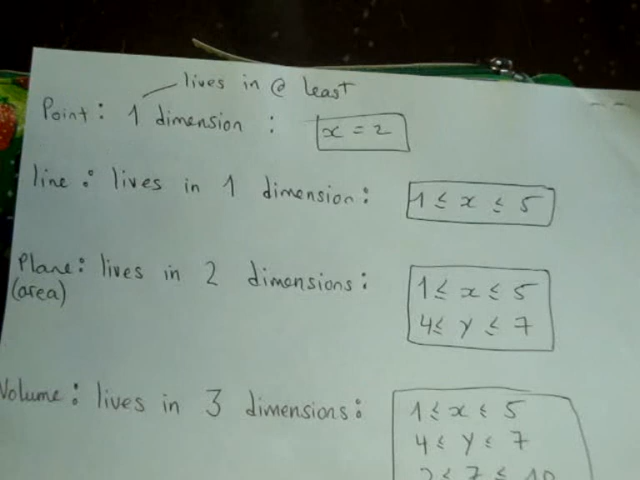 lives in @ least
Point: 1 dimension : x = 2
line : lives in 1 dimension : 1 ≤ x ≤ 5
Plane: lives in 2 dimensions : 1 ≤ x ≤ 5
(area) 4 ≤ y ≤ 7
Volume : lives in 3 dimensions : 1 ≤ x ≤ 5
4 ≤ y ≤ 7